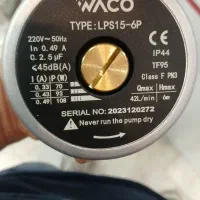 WACO
TYPE: LPS15-6P
220V~50Hz
In 0.49 A
C 2.5 μF
≤45dB(A)
CE
IP44
TF95
Class F PN3
I (A) P(W)
0.33 70
0.43 93
0.49 108
Qmax Hmax
42L/min 6m
SERIAL NO: 2023120272
Never run the pump dry